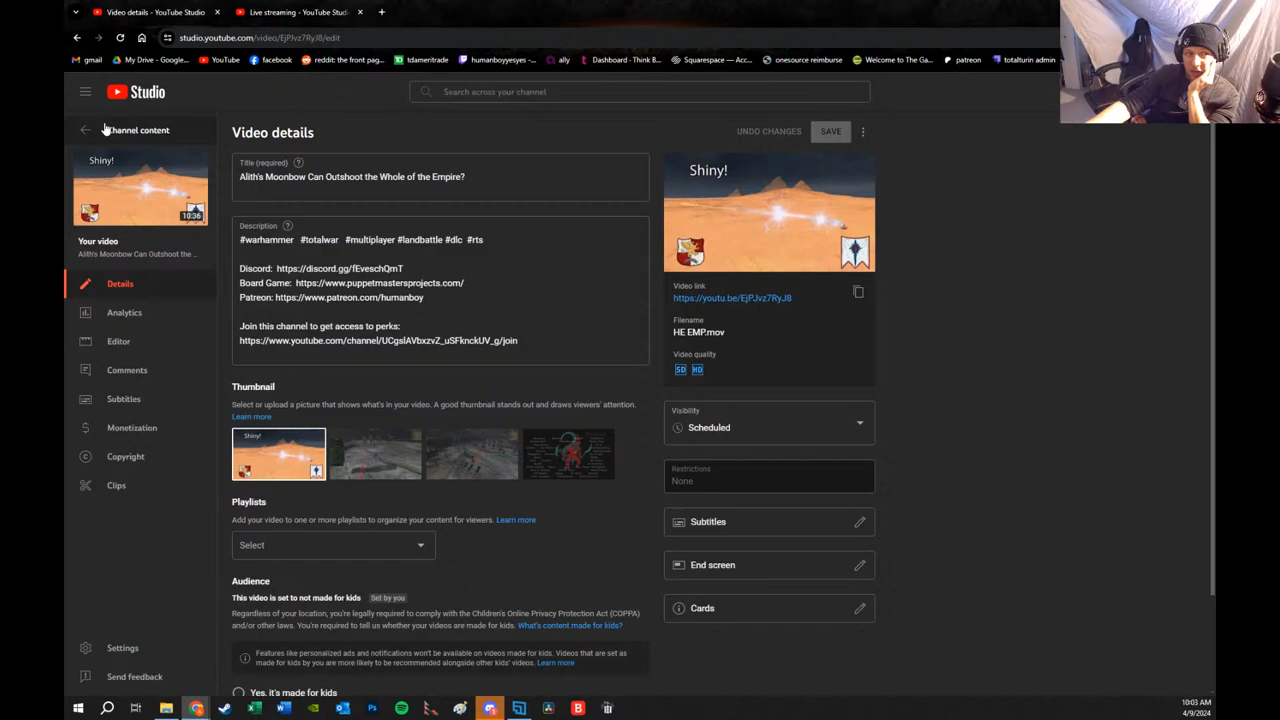 Video details - YouTube Studio
Live streaming - YouTube Studio
studio.youtube.com/video/EjPJvz7RyJ8/edit
gmail
My Drive - Google...
YouTube
facebook
reddit: the front pag...
tdameritrade
humanboyyesyes - ...
ally
Dashboard - Think B...
Squarespace — Acc...
onesource reimburse
Welcome to The Ga...
patreon
totalturin associated
Studio
Search across your channel
Channel content
Shiny!
10:36
Your video
Alith's Moonbow Can Outshoot the ...
Details
Analytics
Editor
Comments
Subtitles
Monetization
Copyright
Clips
Settings
Send feedback
Video details
UNDO CHANGES
SAVE
Title (required)
Alith's Moonbow Can Outshoot the Whole of the Empire?
Description
#warhammer #totalwar #multiplayer #landbattle #dlc #rts
Discord: https://discord.gg/fEveschQmT
Board Game: https://www.puppetmastersprojects.com/
Patreon: https://www.patreon.com/humanboy
Join this channel to get access to perks:
https://www.youtube.com/channel/UCgslAVbxzvZ_uSFknckUV_g/join
Thumbnail
Select or upload a picture that shows what's in your video. A good thumbnail stands out and draws viewers' attention.
Learn more
Shiny!
Playlists
Add your video to one or more playlists to organize your content for viewers. Learn more
Select
Audience
This video is set to not made for kids Set by you
Regardless of your location, you're legally required to comply with the Children's Online Privacy Protection Act (COPPA)
and/or other laws. You're required to tell us whether your videos are made for kids. What's content made for kids?
Features like personalized ads and notifications won't be available on videos made for kids. Videos that are set as
made for kids by you are more likely to be recommended alongside other kids' videos. Learn more
Yes, it's made for kids
Shiny!
Video link
https://youtu.be/EjPJvz7RyJ8
Filename
HE EMP.mov
Video quality
SD HD
Visibility
Scheduled
Restrictions
None
Subtitles
End screen
Cards
10:03 AM
4/9/2024